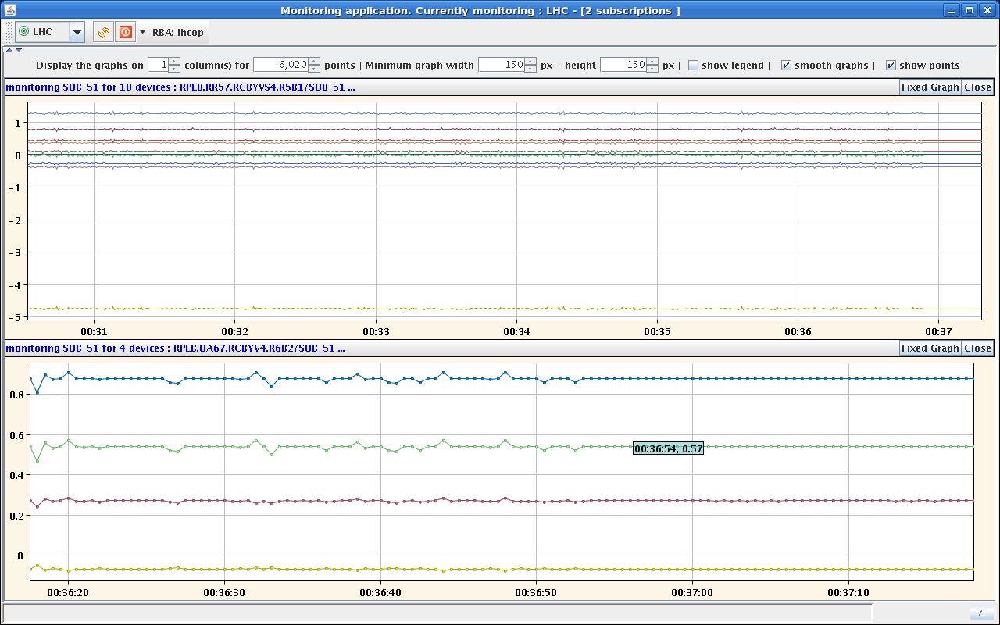 Monitoring application. Currently monitoring : LHC - [2 subscriptions ]
LHC RBA: lhcop
[Display the graphs on 1 column(s) for 6,020 points | Minimum graph width 150 px - height 150 px | show legend | smooth graphs | show points]
monitoring SUB_51 for 10 devices : RPLB.RR57.RCBYVS4.R5B1/SUB_51 ... Fixed Graph Close
1
0
-1
-2
-3
-4
-5
00:31 00:32 00:33 00:34 00:35 00:36 00:37
monitoring SUB_51 for 4 devices : RPLB.UA67.RCBYV4.R6B2/SUB_51 ... Fixed Graph Close
0.8
0.6
00:36:54, 0.57
0.4
0.2
0
00:36:20 00:36:30 00:36:40 00:36:50 00:37:00 00:37:10